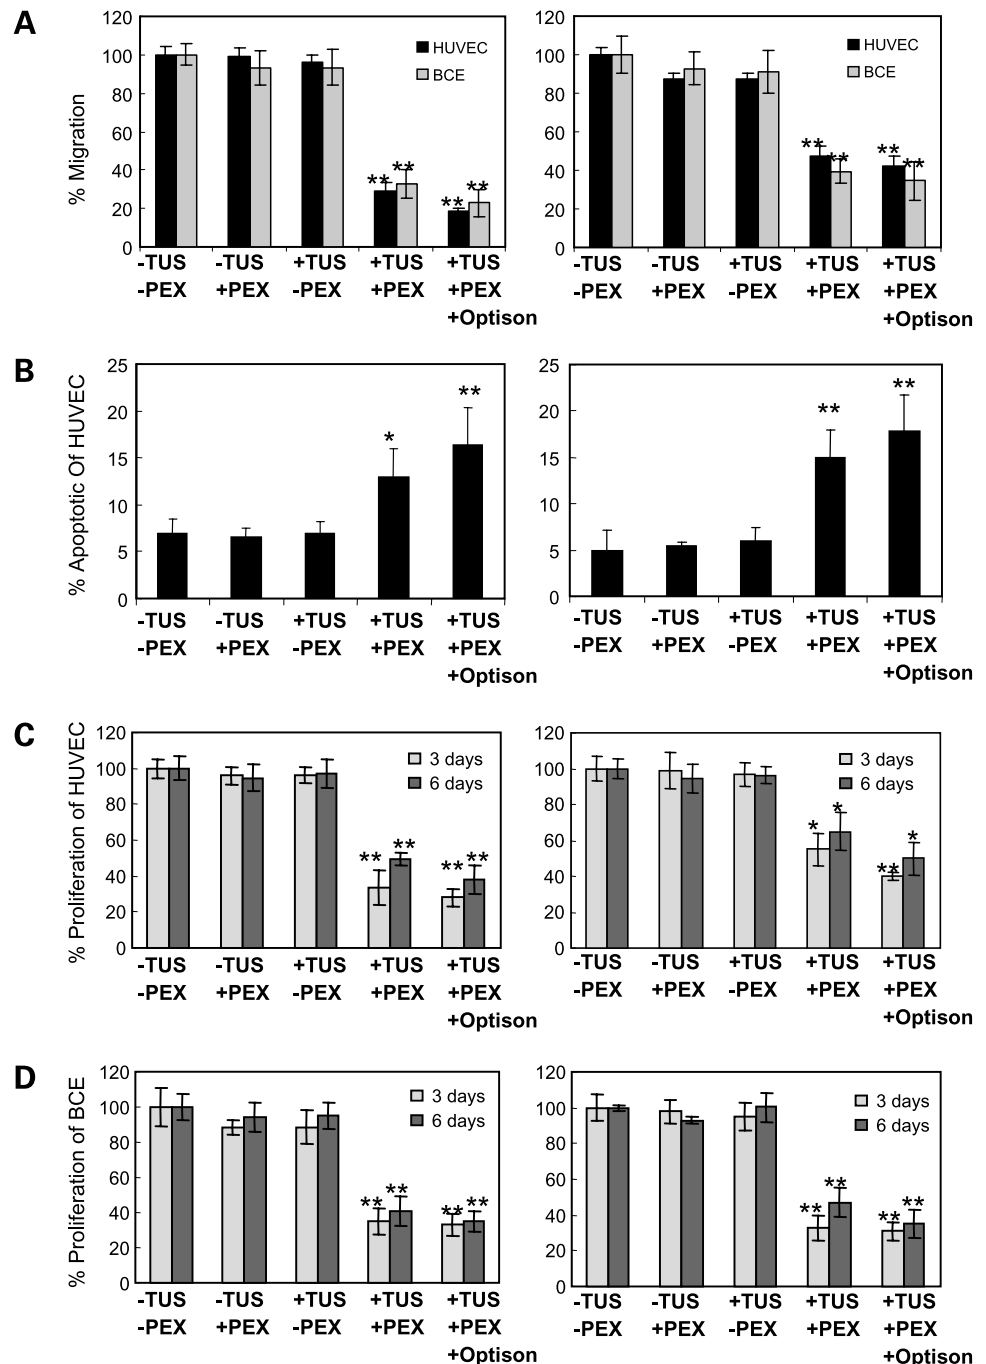 A
% Migration
120
100
80
60
40
20
0
HUVEC
BCE
** ** ** **
-TUS -TUS +TUS +TUS +TUS
-PEX +PEX -PEX +PEX +PEX
+Optison
120
100
80
60
40
20
0
HUVEC
BCE
** ** ** **
-TUS -TUS +TUS +TUS +TUS
-PEX +PEX -PEX +PEX +PEX
+Optison
B
% Apoptotic Of HUVEC
25
20
15
10
5
0
* **
-TUS -TUS +TUS +TUS +TUS
-PEX +PEX -PEX +PEX +PEX
+Optison
25
20
15
10
5
0
** **
-TUS -TUS +TUS +TUS +TUS
-PEX +PEX -PEX +PEX +PEX
+Optison
C
% Proliferation of HUVEC
120
100
80
60
40
20
0
3 days
6 days
** ** ** **
-TUS -TUS +TUS +TUS +TUS
-PEX +PEX -PEX +PEX +PEX
+Optison
120
100
80
60
40
20
0
3 days
6 days
* * ** *
-TUS -TUS +TUS +TUS +TUS
-PEX +PEX -PEX +PEX +PEX
+Optison
D
% Proliferation of BCE
120
100
80
60
40
20
0
3 days
6 days
** ** ** **
-TUS -TUS +TUS +TUS +TUS
-PEX +PEX -PEX +PEX +PEX
+Optison
120
100
80
60
40
20
0
3 days
6 days
** ** ** **
-TUS -TUS +TUS +TUS +TUS
-PEX +PEX -PEX +PEX +PEX
+Optison